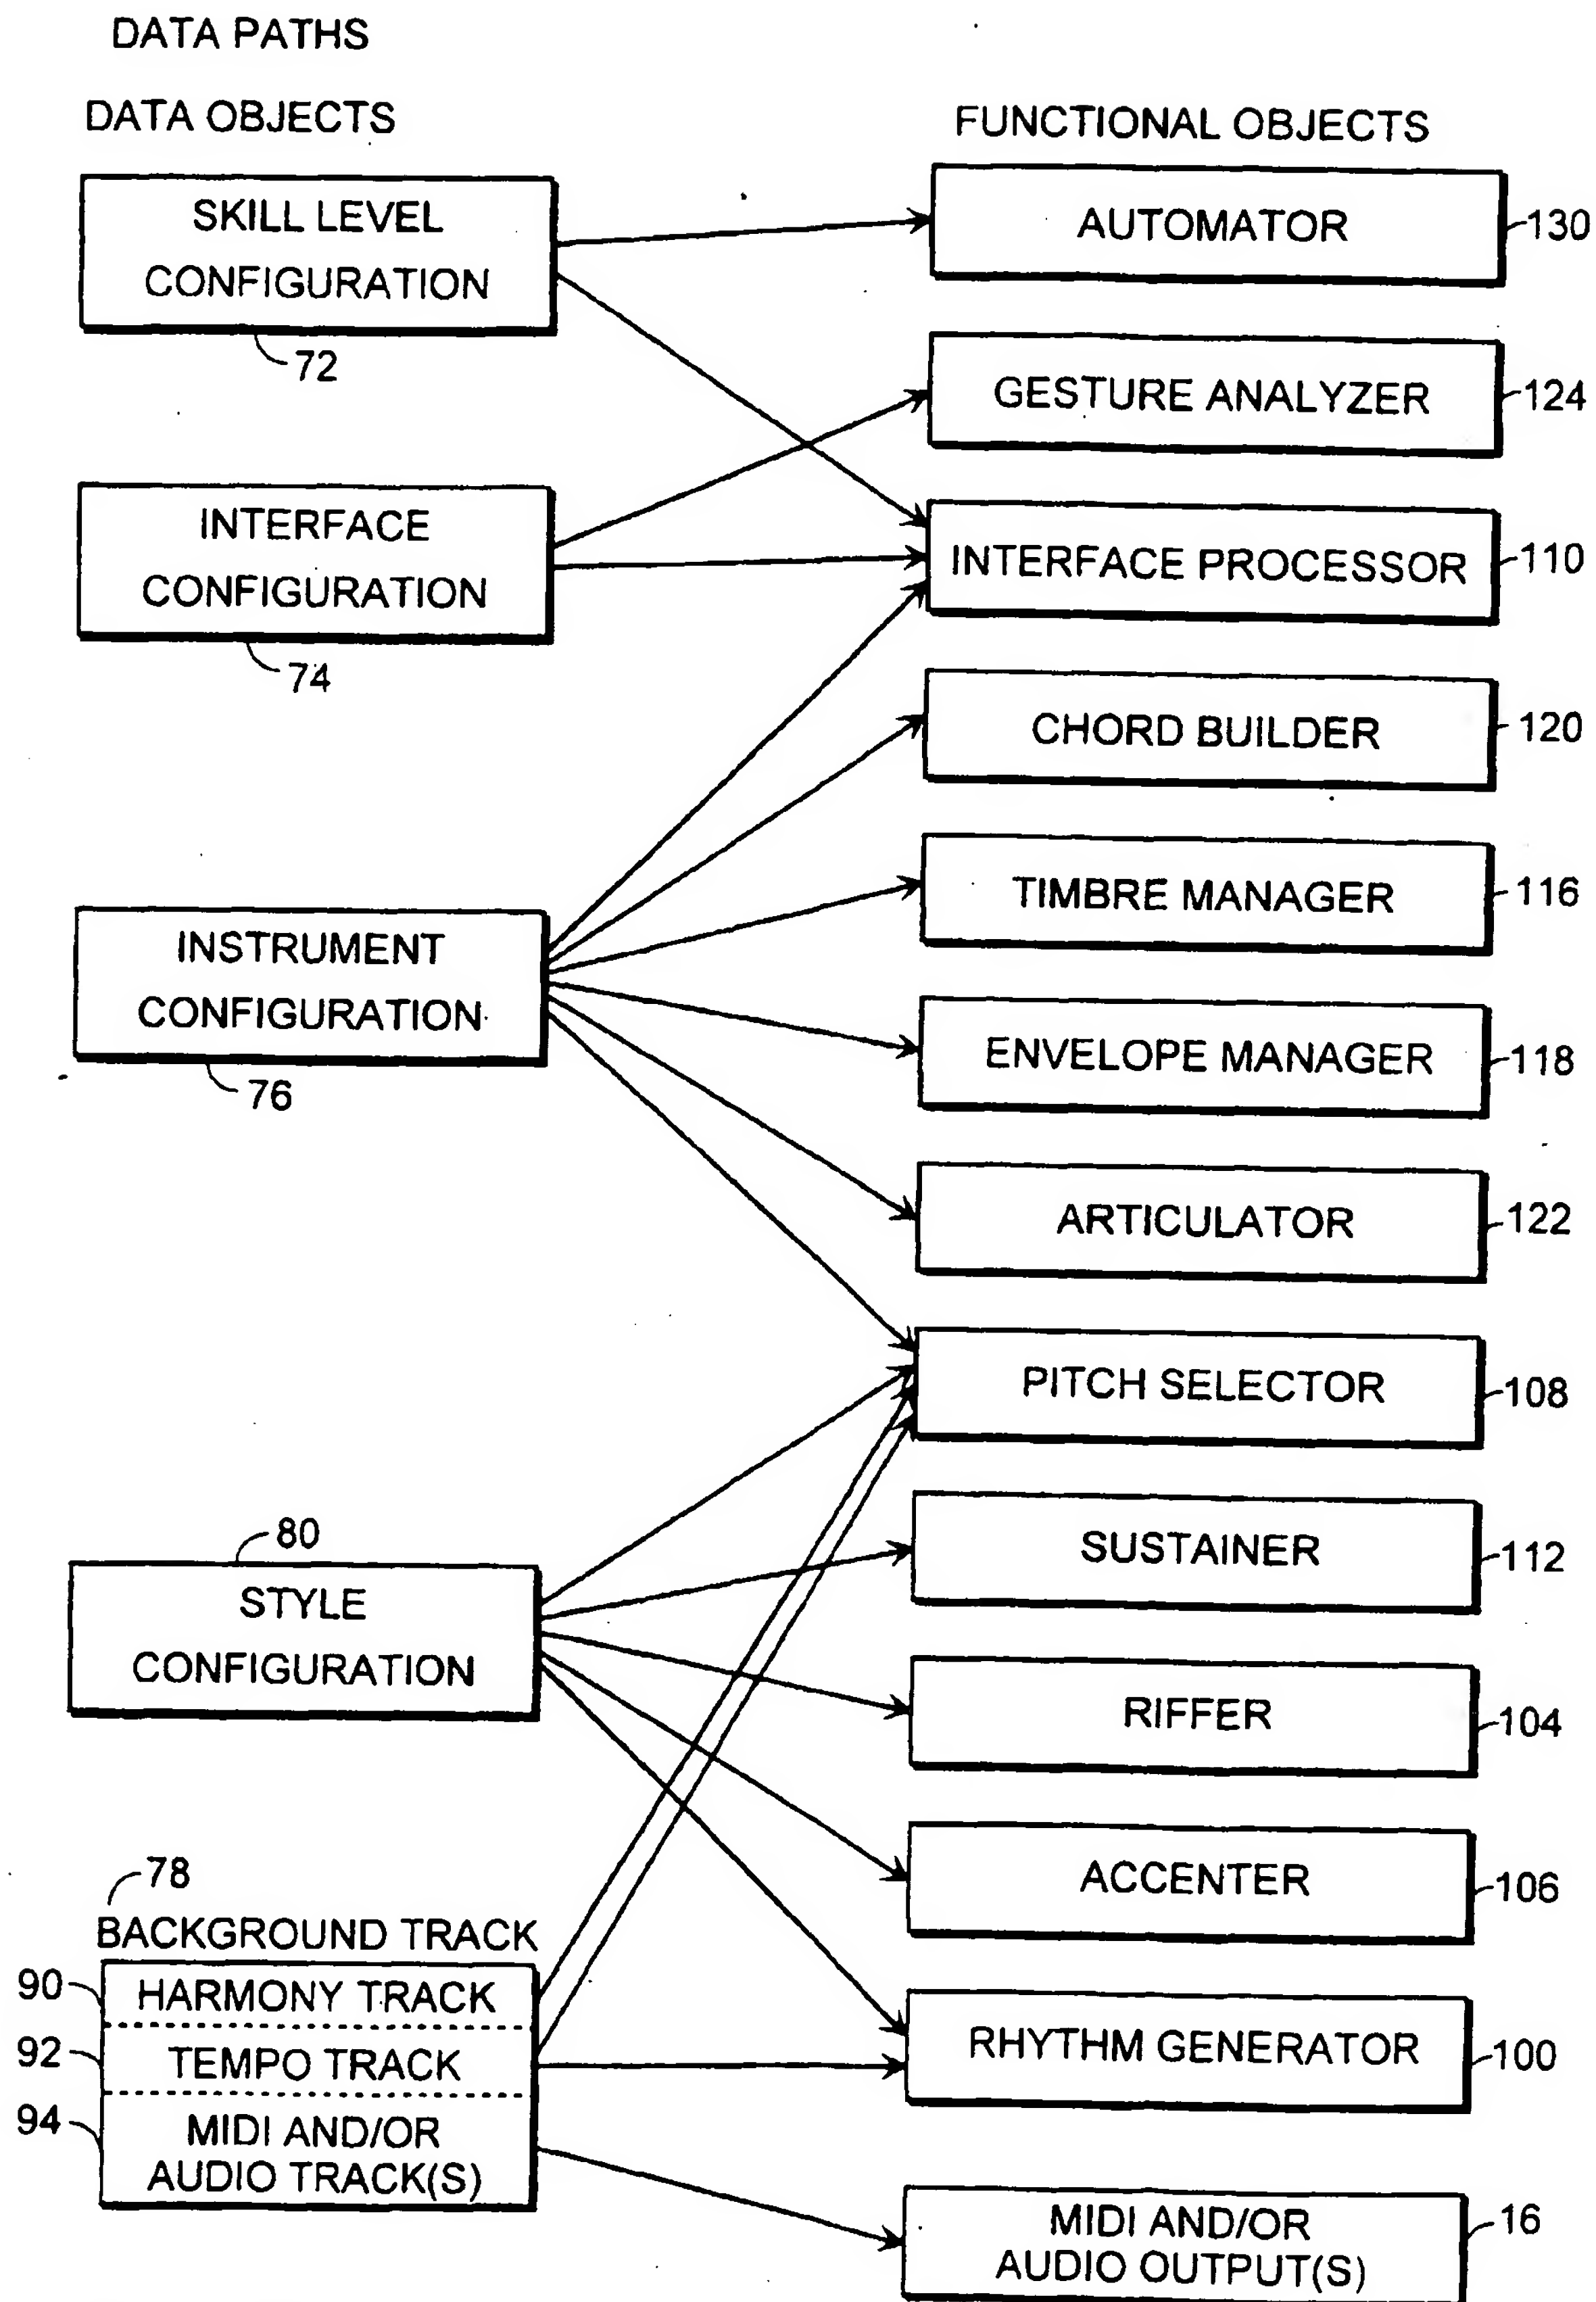 DATA PATHS
DATA OBJECTS
FUNCTIONAL OBJECTS
SKILL LEVEL
CONFIGURATION
72
AUTOMATOR
130
GESTURE ANALYZER
124
INTERFACE
CONFIGURATION
74
INTERFACE PROCESSOR
110
CHORD BUILDER
120
TIMBRE MANAGER
116
INSTRUMENT
CONFIGURATION
76
ENVELOPE MANAGER
118
ARTICULATOR
122
PITCH SELECTOR
108
80
STYLE
CONFIGURATION
SUSTAINER
112
RIFFER
104
ACCENTER
106
78
BACKGROUND TRACK
90
HARMONY TRACK
92
TEMPO TRACK
94
MIDI AND/OR
AUDIO TRACK(S)
RHYTHM GENERATOR
100
MIDI AND/OR
AUDIO OUTPUT(S)
16